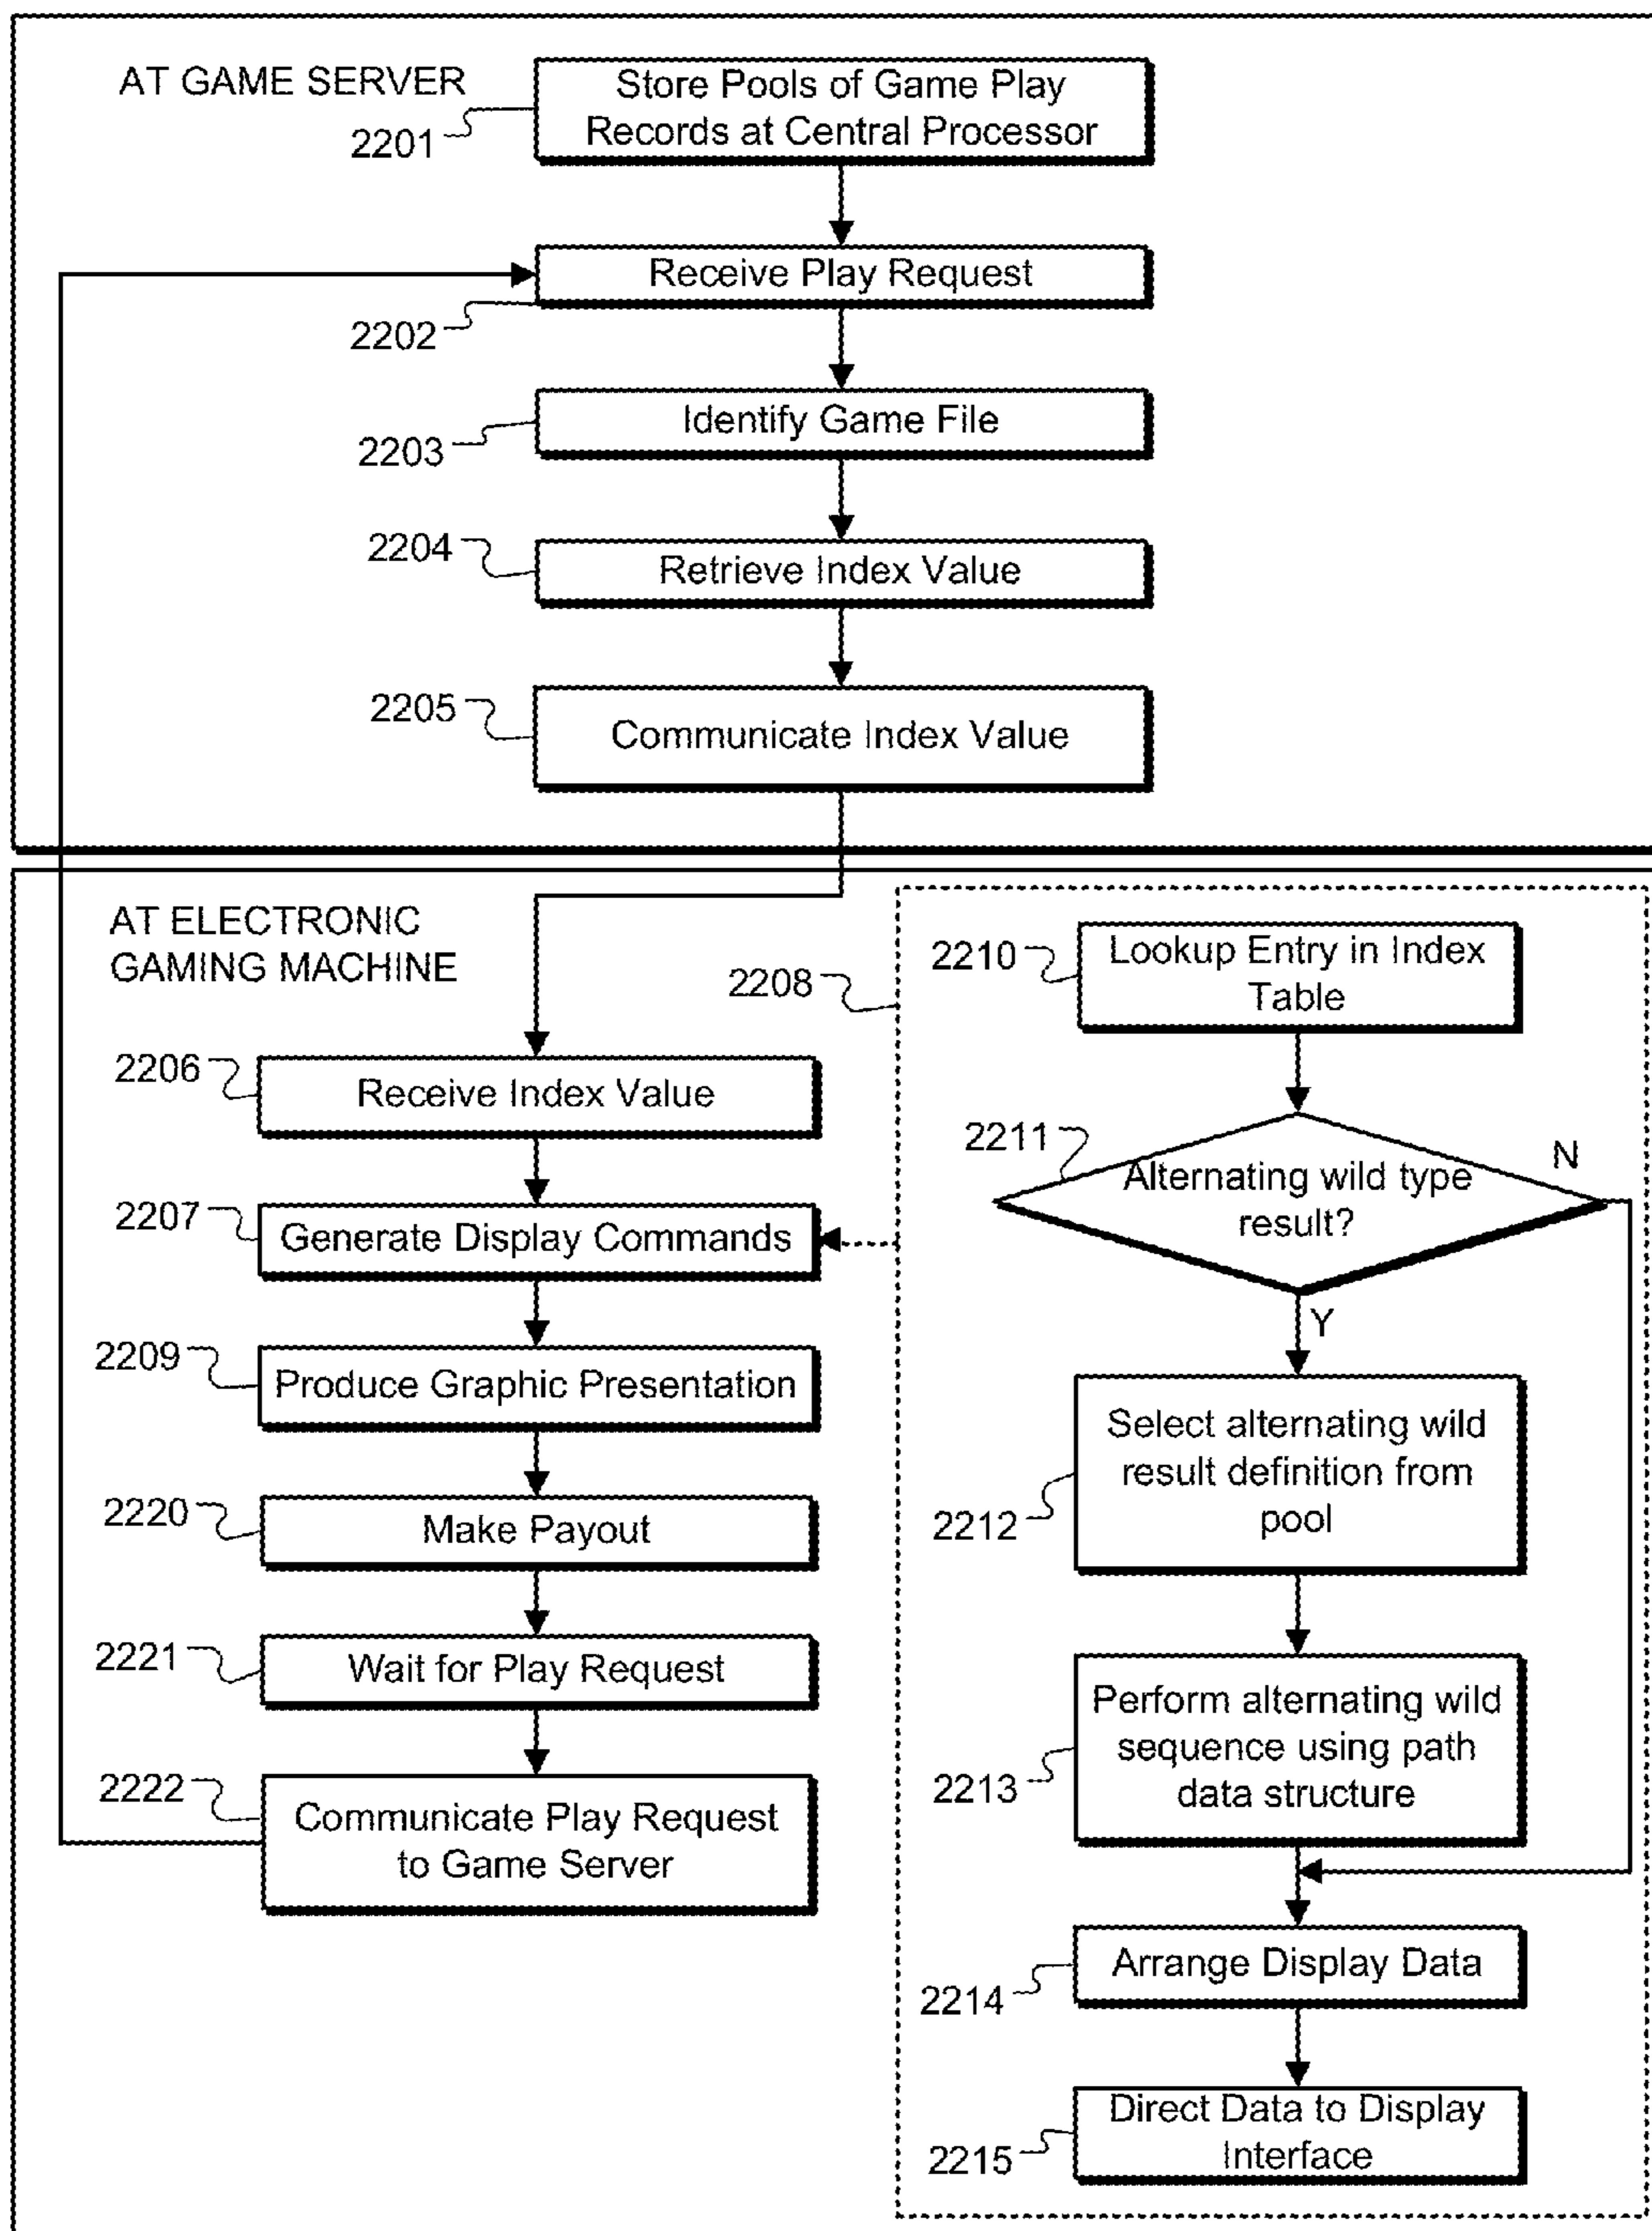 AT GAME SERVER
2201
Store Pools of Game Play
Records at Central Processor
Receive Play Request
2202
Identify Game File
2203
2204
Retrieve Index Value
2205
Communicate Index Value
AT ELECTRONIC
GAMING MACHINE
2206
Receive Index Value
2207
Generate Display Commands
2209
Produce Graphic Presentation
2220
Make Payout
2221
Wait for Play Request
2222
Communicate Play Request
to Game Server
2208
2210
Lookup Entry in Index
Table
2211
Alternating wild type
result?
N
Y
Select alternating wild
result definition from
pool
2212
Perform alternating wild
sequence using path
data structure
2213
Arrange Display Data
2214
Direct Data to Display
Interface
2215